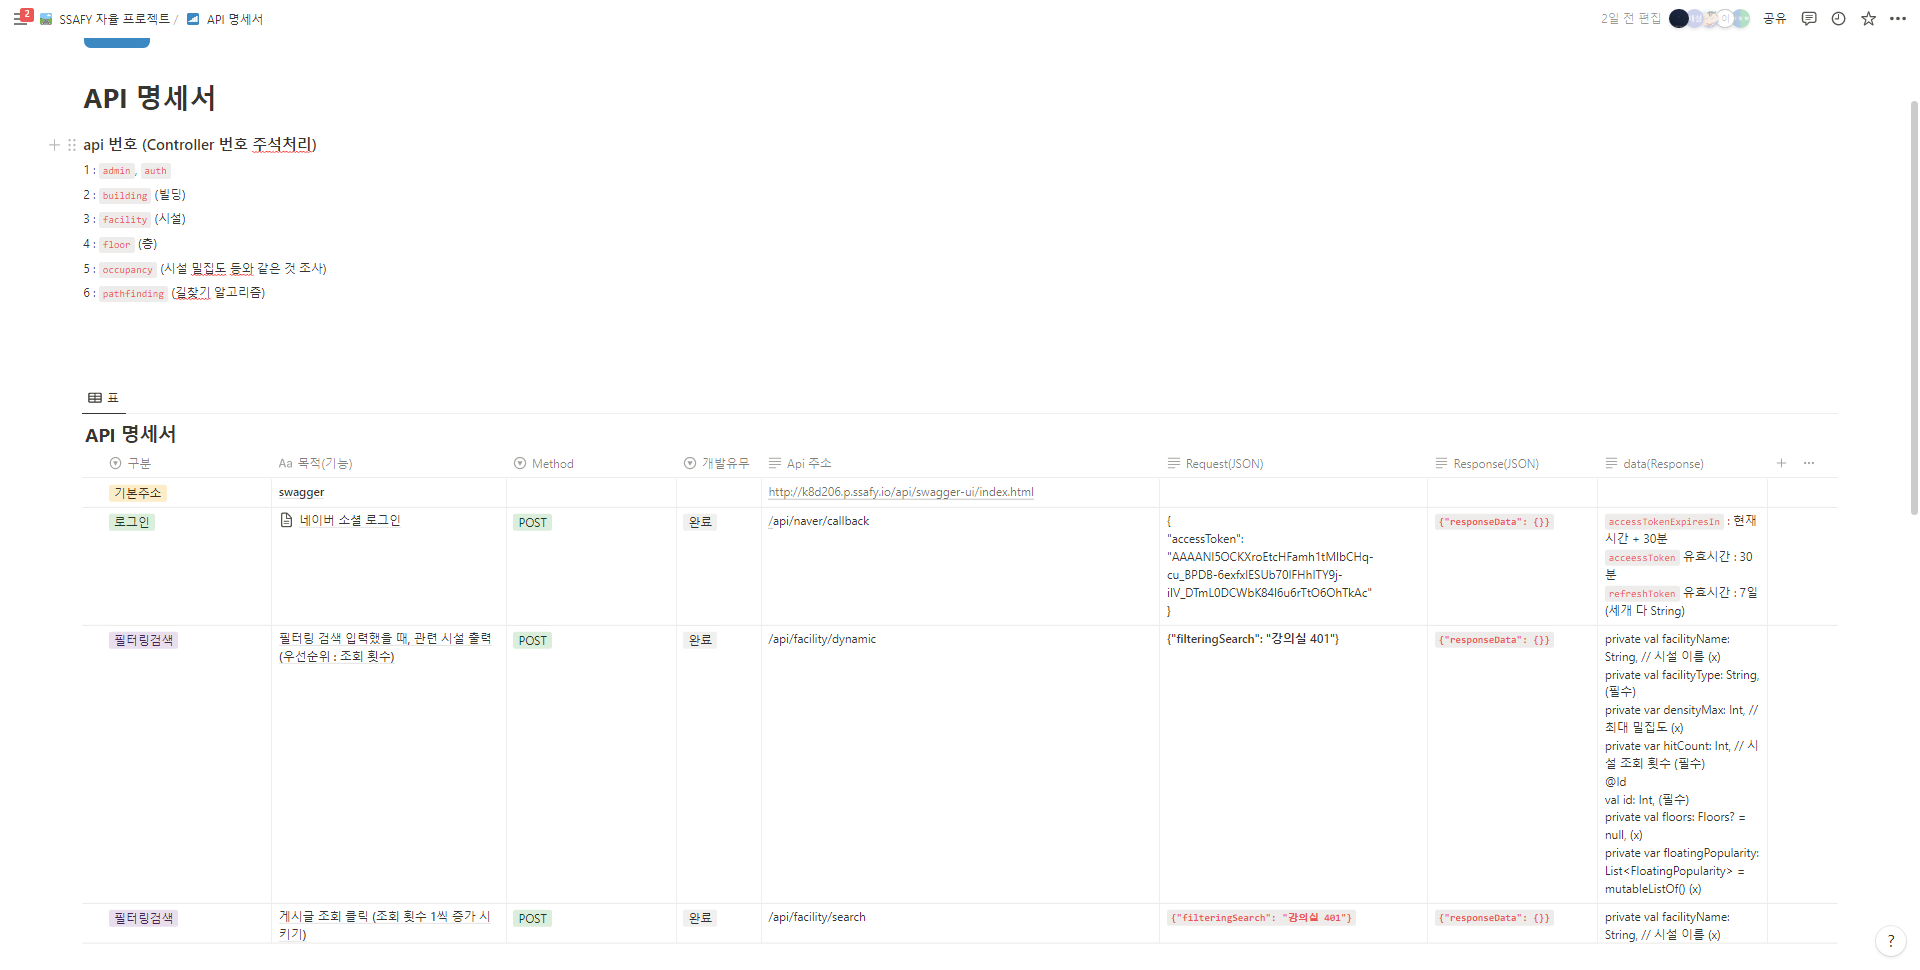 2
SSAFY 자율 프로젝트 / API 명세서
2일 전 편집
공유
API 명세서
api 번호 (Controller 번호 주석처리)
1 : admin, auth
2 : building (빌딩)
3 : facility (시설)
4 : floor (층)
5 : occupancy (시설 밀집도 등와 같은 것 조사)
6 : pathfinding (길찾기 알고리즘)
표
API 명세서
구분
Aa 목적(기능)
Method
개발유무
Api 주소
Request(JSON)
Response(JSON)
data(Response)
기본주소
swagger
http://k8d206.p.ssafy.io/api/swagger-ui/index.html
로그인
네이버 소셜 로그인
POST
완료
/api/naver/callback
{
"accessToken":
"AAAANI5OCKXroEtcHFamh1tMIbCHq-
cu_BPDB-6exfxIESUb70IFHhITY9j-
iIV_DTmL0DCWbK84I6u6rTtO6OhTkAc"
}
{"responseData": {}}
accessTokenExpiresIn : 현재
시간 + 30분
acceessToken 유효시간 : 30
분
refreshToken 유효시간 : 7일
(세개 다 String)
필터링검색
필터링 검색 입력했을 때, 관련 시설 출력
(우선순위 : 조회 횟수)
POST
완료
/api/facility/dynamic
{"filteringSearch": "강의실 401"}
{"responseData": {}}
private val facilityName:
String, // 시설 이름 (x)
private val facilityType: String,
(필수)
private var densityMax: Int, //
최대 밀집도 (x)
private var hitCount: Int, // 시
설 조회 횟수 (필수)
@Id
val id: Int, (필수)
private val floors: Floors? =
null, (x)
private var floatingPopularity:
List<FloatingPopularity> =
mutableListOf() (x)
필터링검색
게시글 조회 클릭 (조회 횟수 1씩 증가 시
키기)
POST
완료
/api/facility/search
{"filteringSearch": "강의실 401"}
{"responseData": {}}
private val facilityName:
String, // 시설 이름 (x)
?